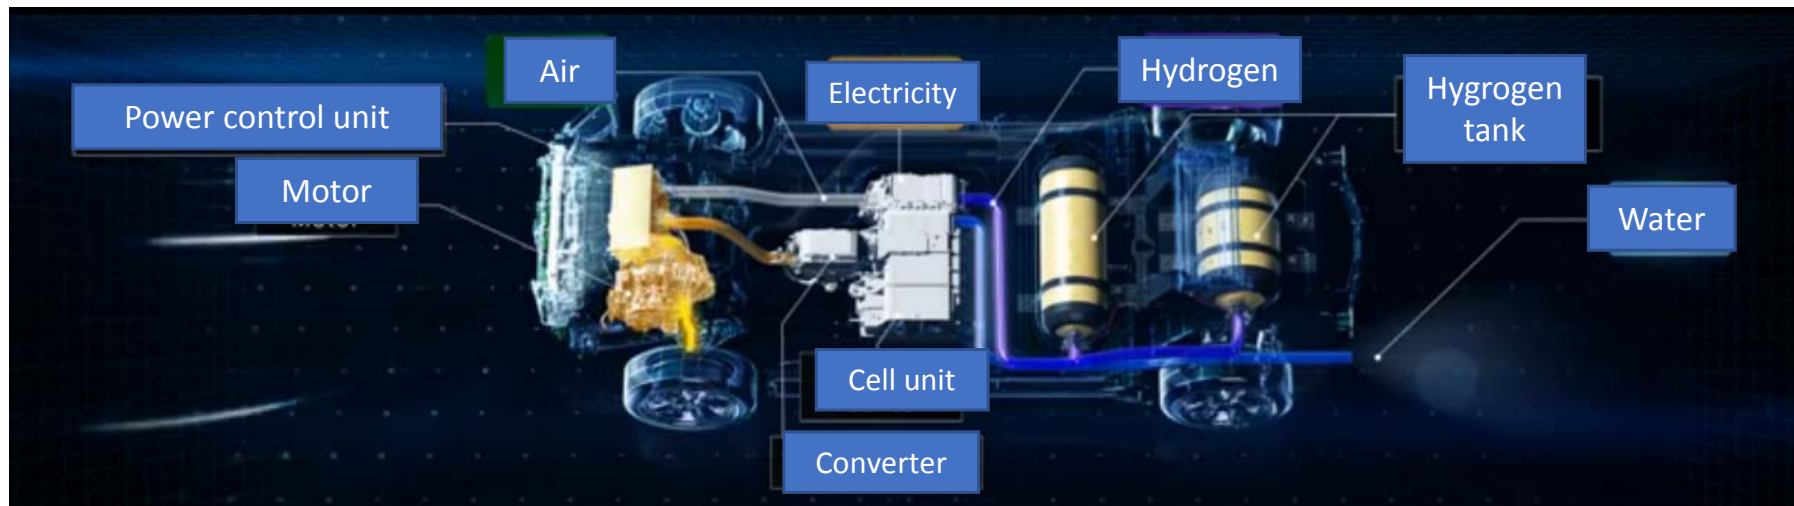 Air
Electricity
Hydrogen
Hygrogen
tank
Power control unit
Motor
Water
Cell unit
Converter